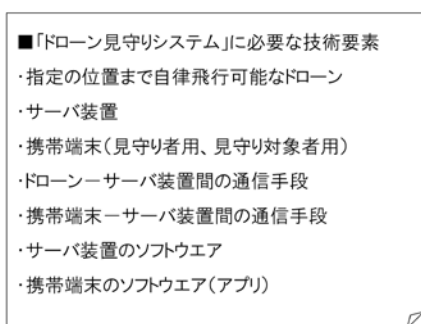 ■「ドローン見守りシステム」に必要な技術要素
・指定の位置まで自律飛行可能なドローン
・サーバ装置
・携帯端末（見守り者用、見守り対象者用）
・ドローン－サーバ装置間の通信手段
・携帯端末－サーバ装置間の通信手段
・サーバ装置のソフトウエア
・携帯端末のソフトウエア（アプリ）